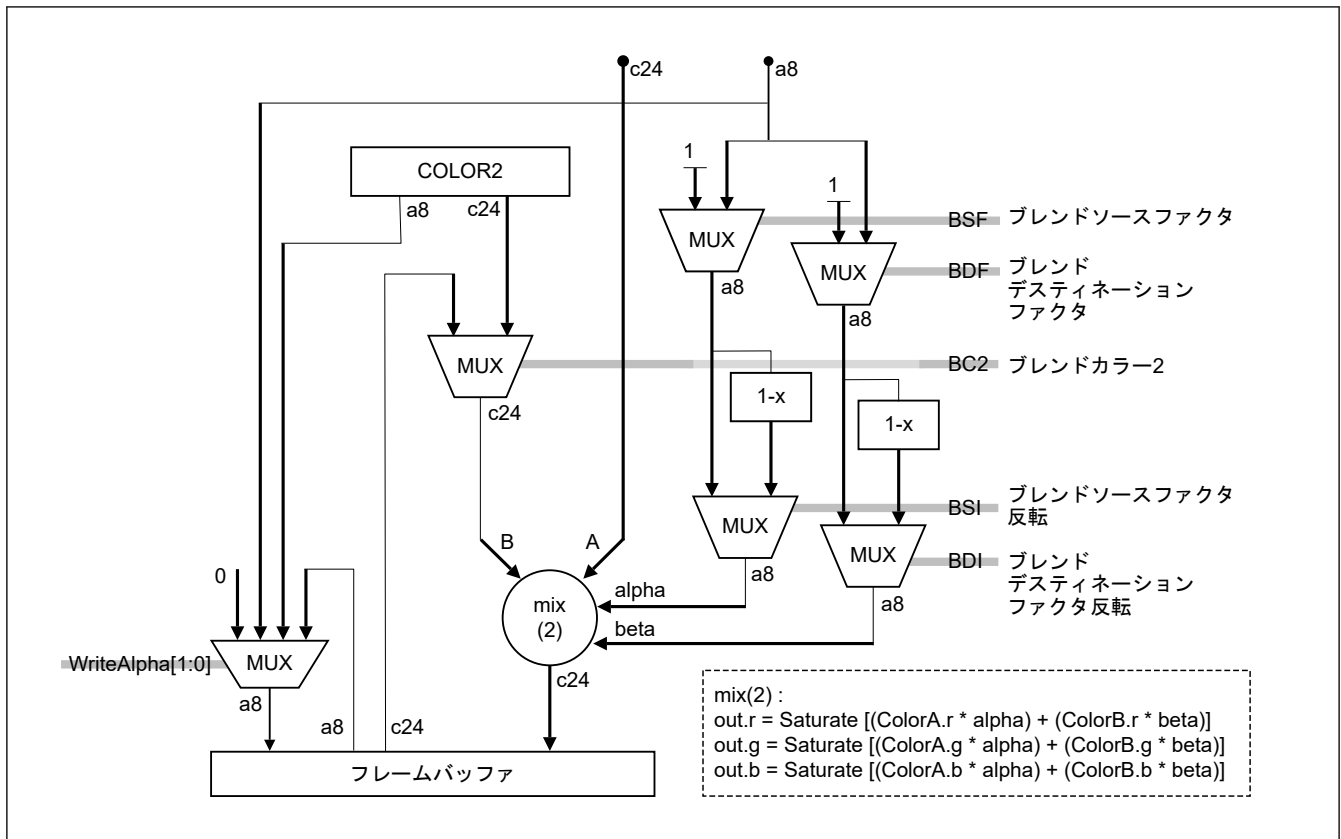 c24
a8
1
COLOR2
a8
c24
1
MUX
BSF
ブレンドソースファクタ
MUX
BDF
ブレンド
デスティネーション
ファクタ
a8
a8
MUX
BC2
ブレンドカラー2
1-x
c24
1-x
MUX
BSI
ブレンドソースファクタ
反転
B
A
MUX
BDI
ブレンド
デスティネーション
ファクタ反転
0
a8
alpha
mix
(2)
a8
beta
WriteAlpha[1:0]
MUX
c24
a8
a8
c24
フレームバッファ
mix(2) :
out.r = Saturate [(ColorA.r * alpha) + (ColorB.r * beta)]
out.g = Saturate [(ColorA.g * alpha) + (ColorB.g * beta)]
out.b = Saturate [(ColorA.b * alpha) + (ColorB.b * beta)]